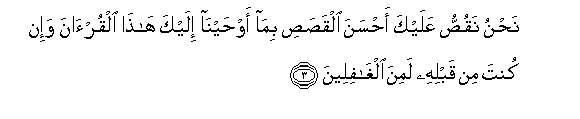 نَحْنُ نَقُصُّ عَلَيْكَ أَحْسَنَ ٱلْقَصَصِ بِمَآ أَوْحَيْنَآ إِلَيْكَ هَـٰذَا ٱلْقُرْءَانَ وَإِن
كُنتَ مِن قَبْلِهِۦ لَمِنَ ٱلْغَـٰفِلِينَ ۝٣